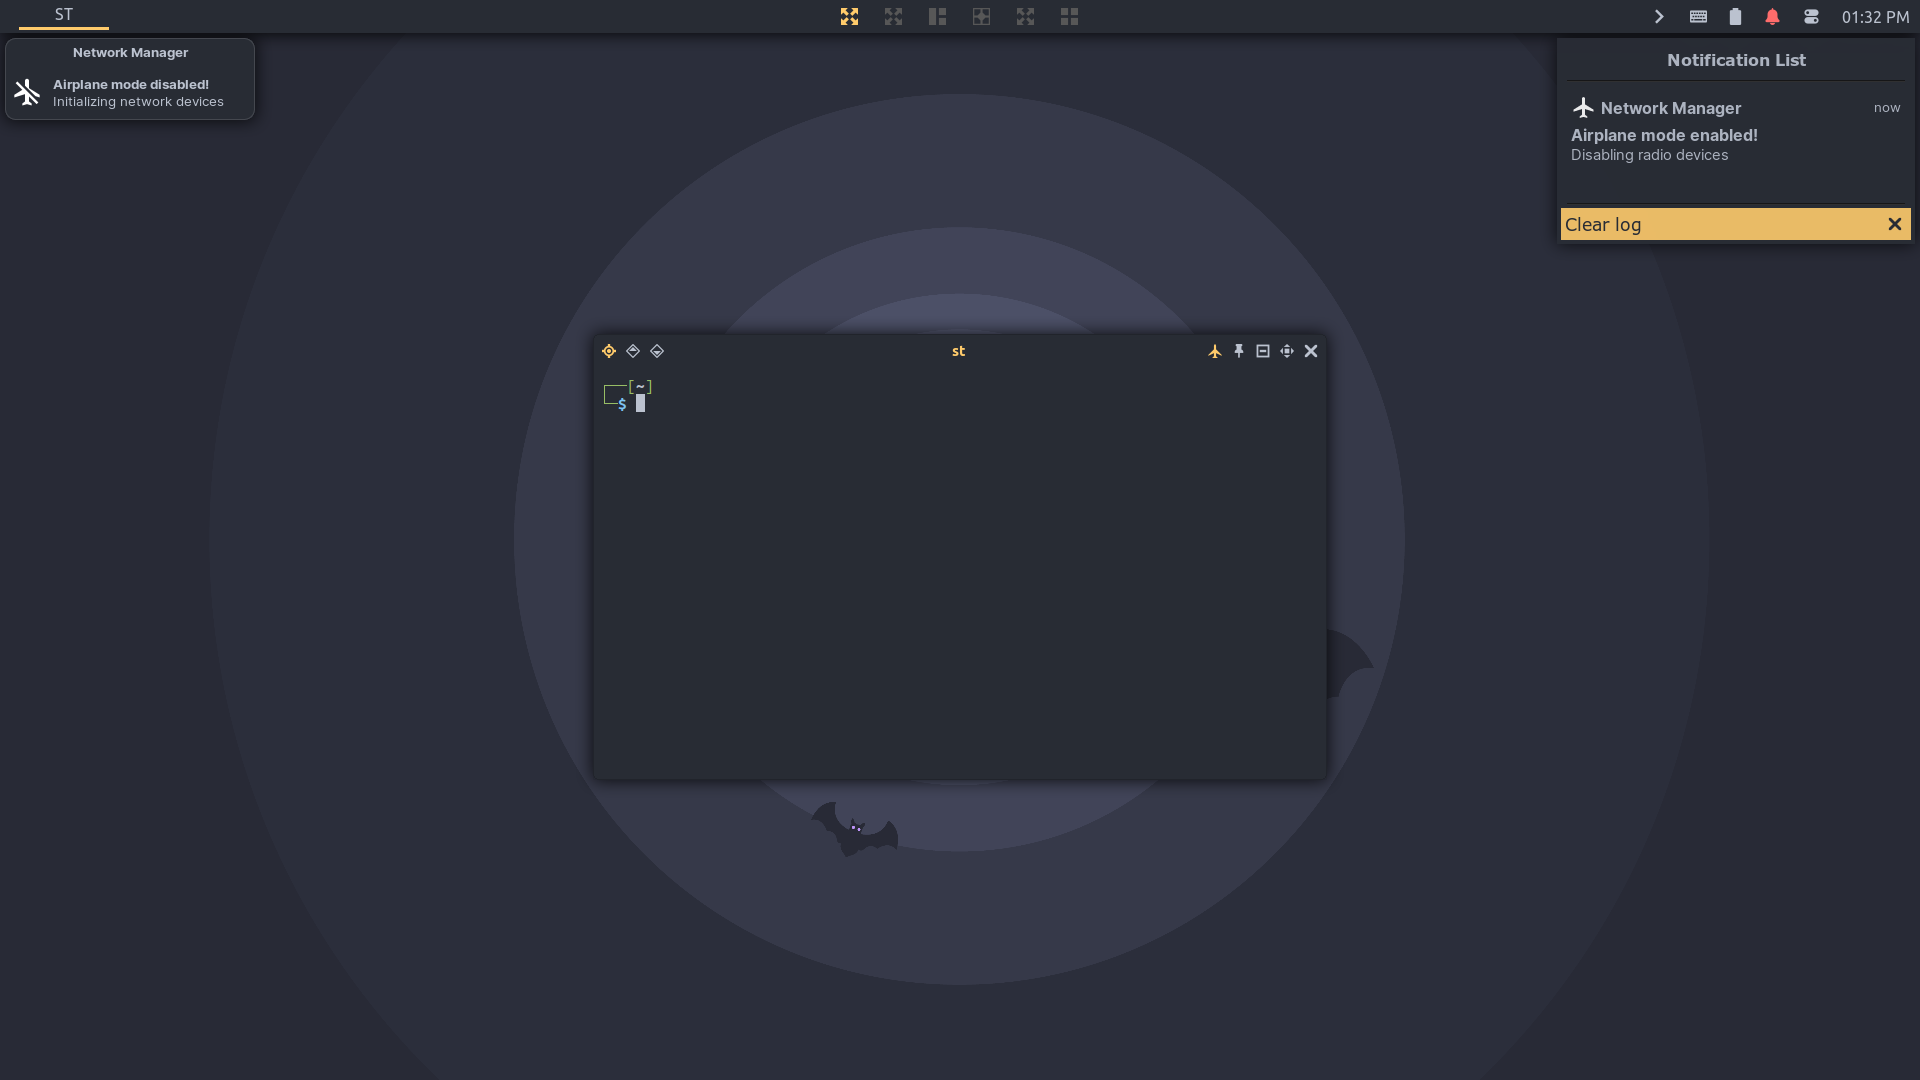 ST
01:32 PM
Network Manager
Airplane mode disabled!
Initializing network devices
Notification List
Network Manager
now
Airplane mode enabled!
Disabling radio devices
Clear log
st
┌──[~]
└─$